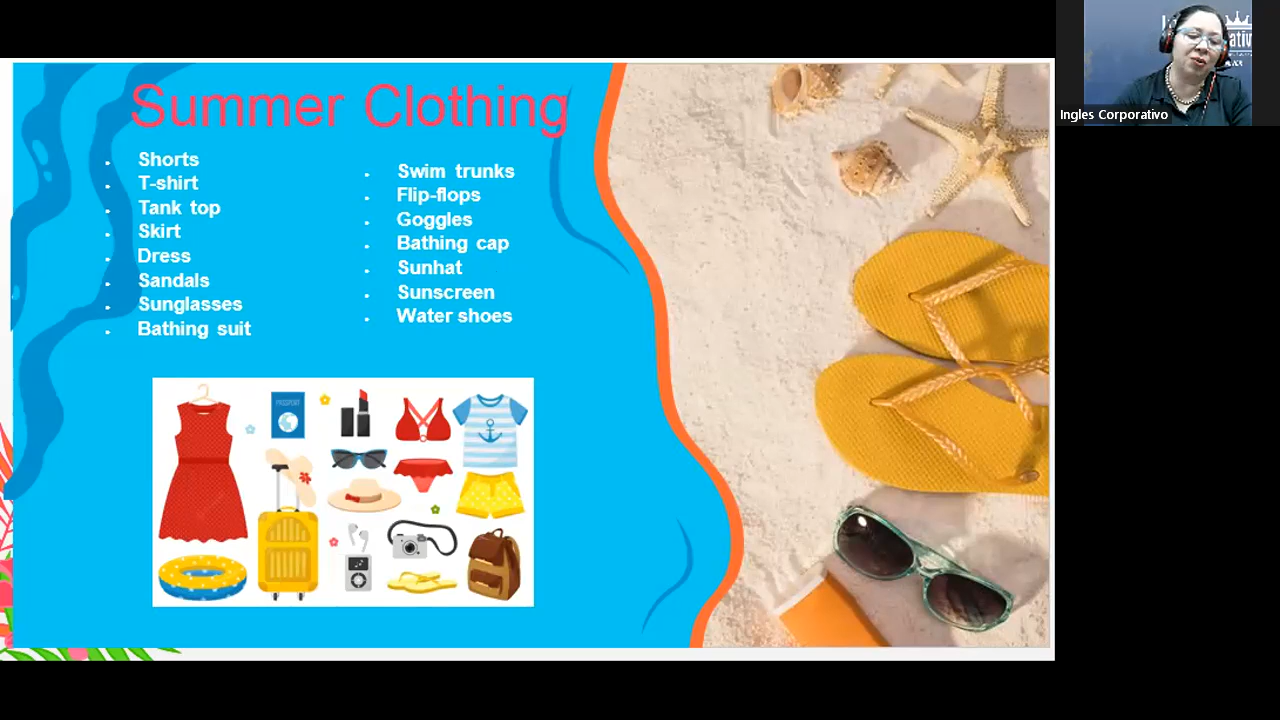 Summer Clothing
Shorts
T-shirt
Tank top
Skirt
Dress
Sandals
Sunglasses
Bathing suit
Swim trunks
Flip-flops
Goggles
Bathing cap
Sunhat
Sunscreen
Water shoes
PASSPORT
Ingles Corporativo